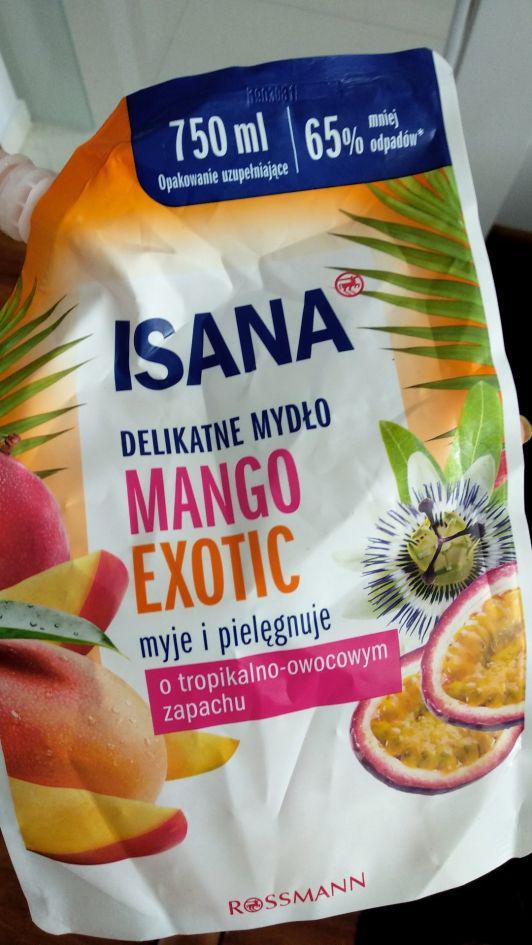 750 ml
Opakowanie uzupełniające
65% mniej odpadów*
ISANA
DELIKATNE MYDŁO
MANGO
EXOTIC
myje i pielęgnuje
o tropikalno-owocowym
zapachu
ROSSMANN